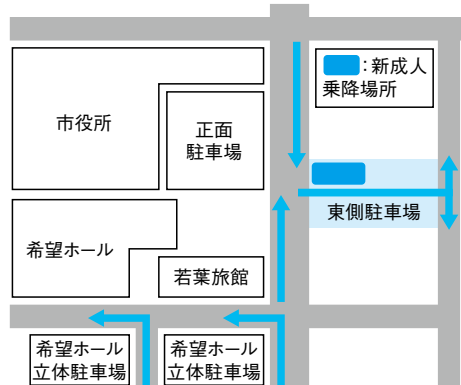 :新成人
乗降場所
市役所
正面
駐車場
東側駐車場
希望ホール
若葉旅館
希望ホール
立体駐車場
希望ホール
立体駐車場